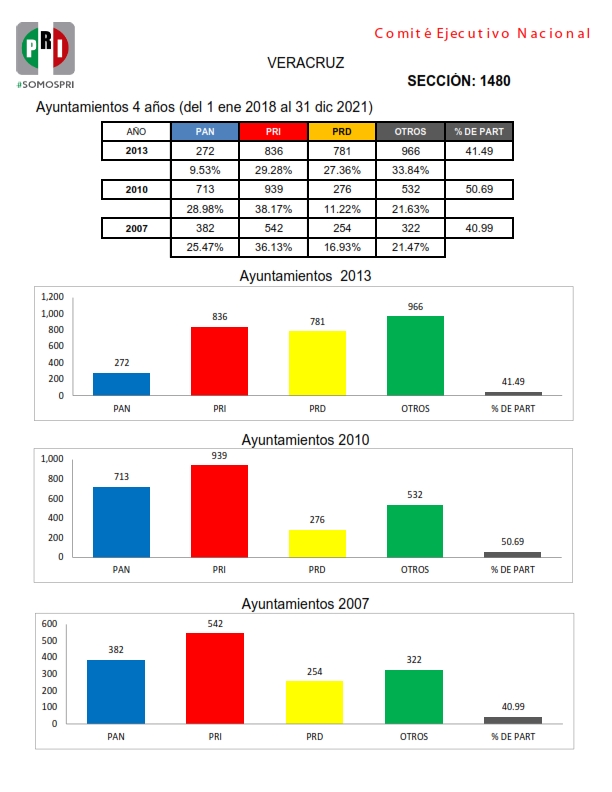 Comité Ejecutivo Nacional
PRI
#SOMOSPRI
VERACRUZ
SECCIÓN: 1480
Ayuntamientos 4 años (del 1 ene 2018 al 31 dic 2021)
AÑO PAN PRI PRD OTROS % DE PART
2013 272 836 781 966 41.49
9.53% 29.28% 27.36% 33.84%
2010 713 939 276 532 50.69
28.98% 38.17% 11.22% 21.63%
2007 382 542 254 322 40.99
25.47% 36.13% 16.93% 21.47%
Ayuntamientos 2013
1,200
1,000
800
600
400
200
0
272 836 781 966 41.49
PAN PRI PRD OTROS % DE PART
Ayuntamientos 2010
1,000
800
600
400
200
0
713 939 276 532 50.69
PAN PRI PRD OTROS % DE PART
Ayuntamientos 2007
600
500
400
300
200
100
0
382 542 254 322 40.99
PAN PRI PRD OTROS % DE PART